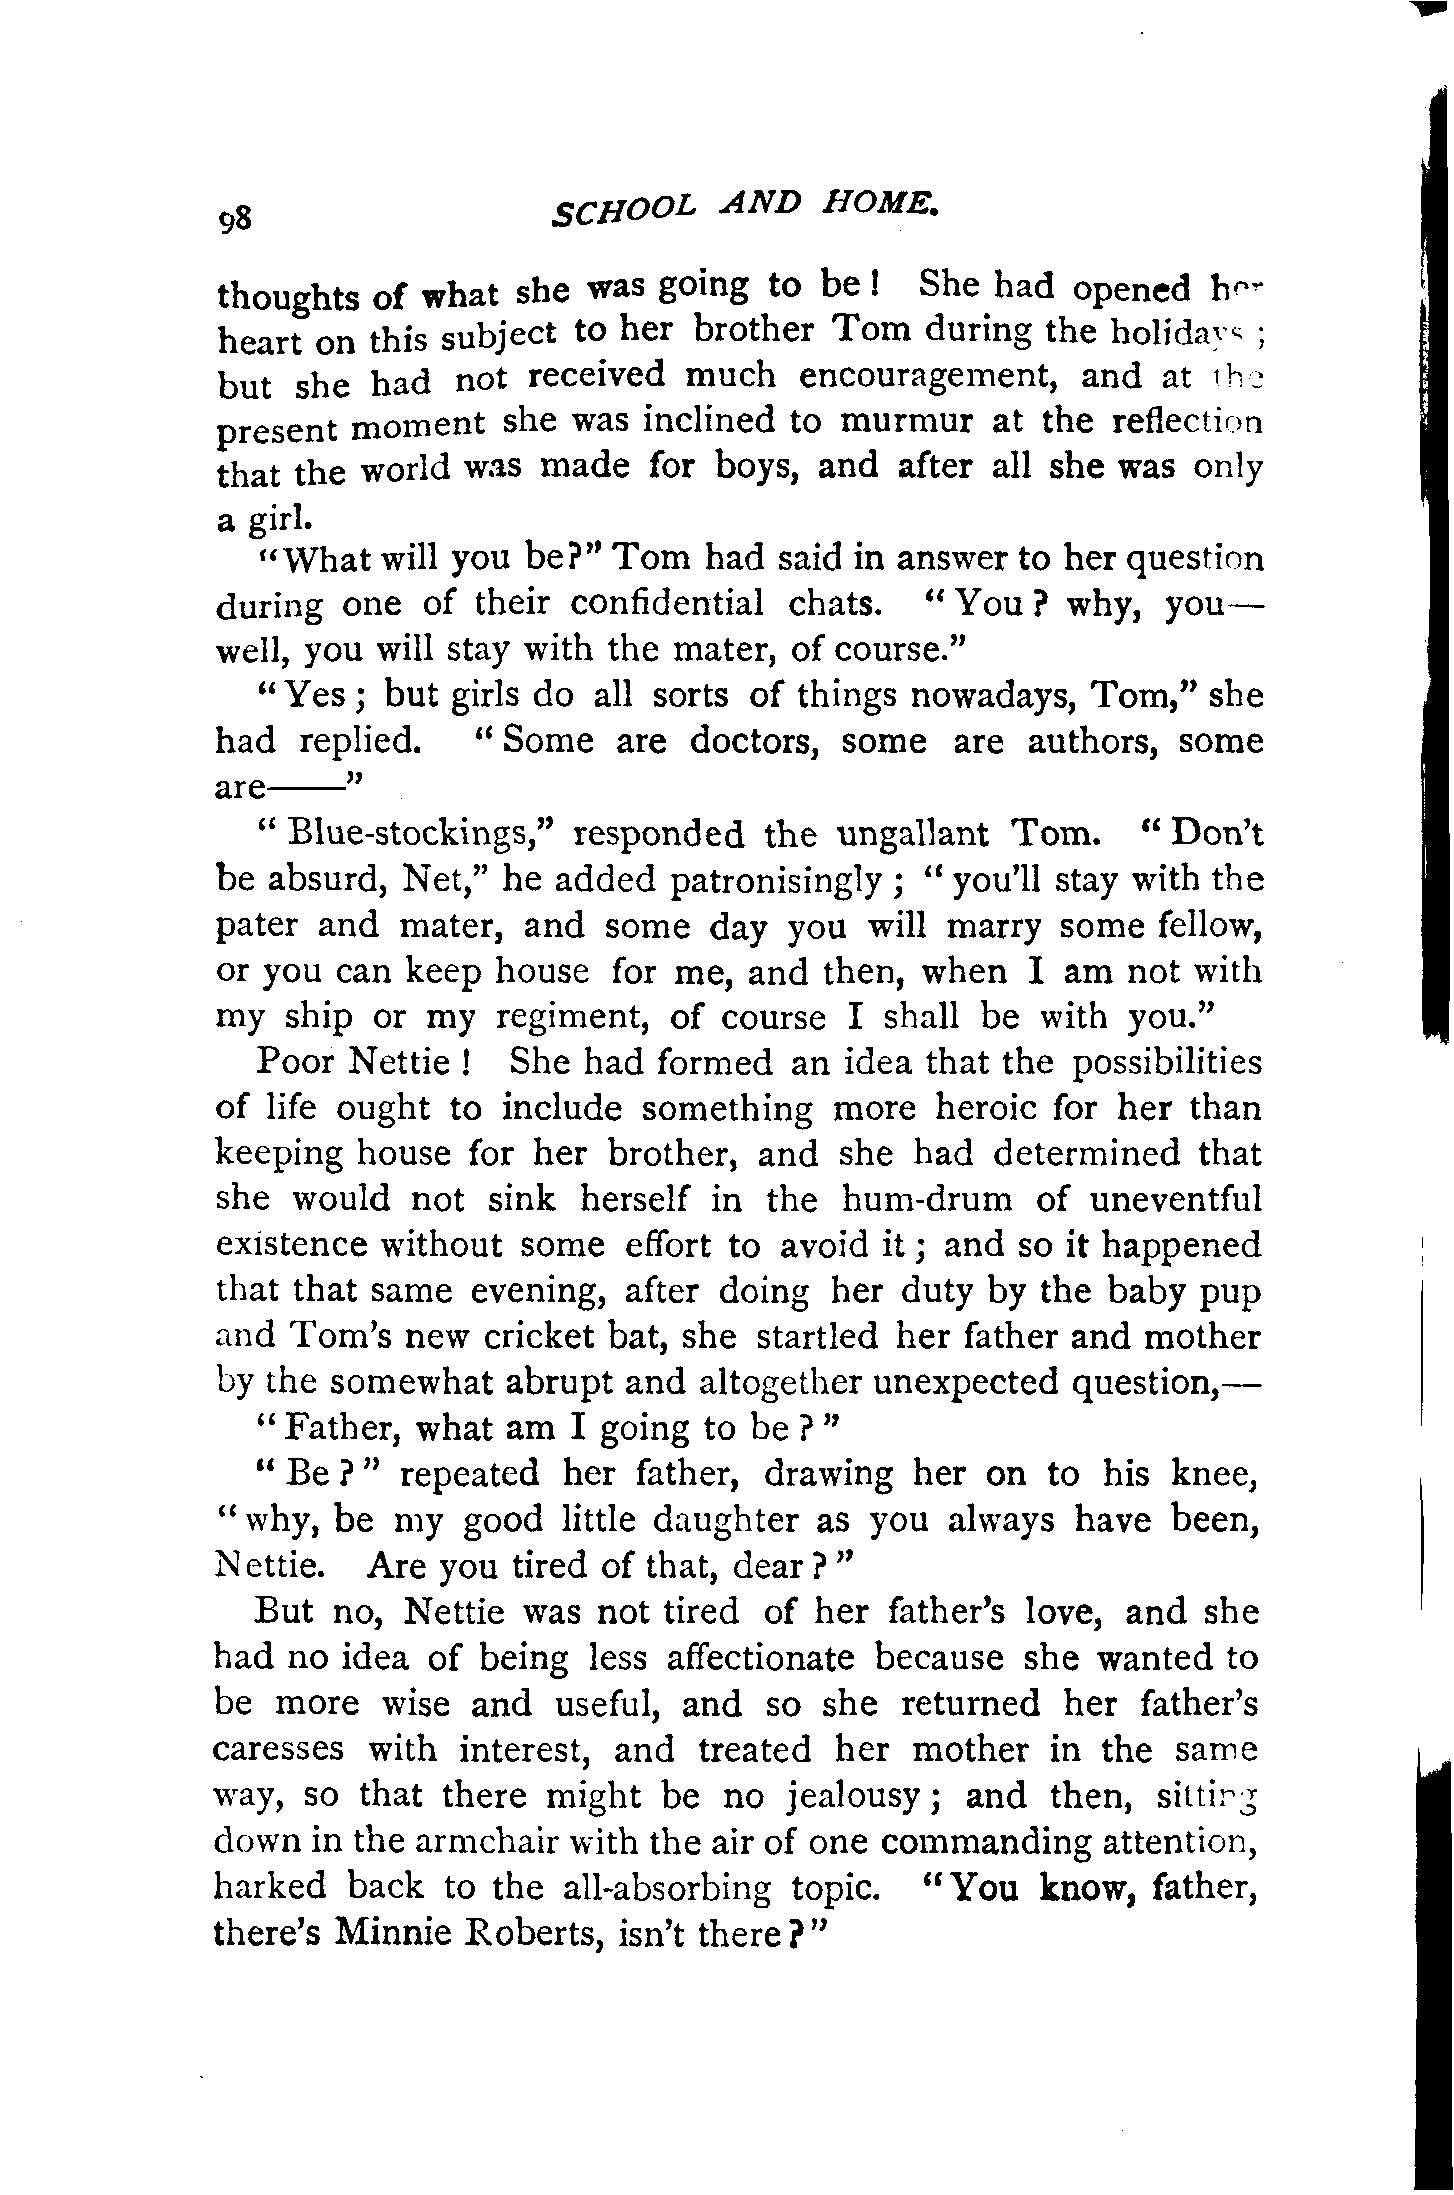 98 SCHOOL AND HOME.
thoughts of what she was going to be! She had opened her
heart on this subject to her brother Tom during the holidays;
but she had not received much encouragement, and at the
present moment she was inclined to murmur at the reflection
that the world was made for boys, and after all she was only
a girl.
"What will you be?" Tom had said in answer to her question
during one of their confidential chats. "You? why, you—
well, you will stay with the mater, of course."
"Yes; but girls do all sorts of things nowadays, Tom," she
had replied. "Some are doctors, some are authors, some
are——"
"Blue-stockings," responded the ungallant Tom. "Don't
be absurd, Net," he added patronisingly; "you'll stay with the
pater and mater, and some day you will marry some fellow,
or you can keep house for me, and then, when I am not with
my ship or my regiment, of course I shall be with you."
Poor Nettie! She had formed an idea that the possibilities
of life ought to include something more heroic for her than
keeping house for her brother, and she had determined that
she would not sink herself in the hum-drum of uneventful
existence without some effort to avoid it; and so it happened
that that same evening, after doing her duty by the baby pup
and Tom's new cricket bat, she startled her father and mother
by the somewhat abrupt and altogether unexpected question,—
"Father, what am I going to be?"
"Be?" repeated her father, drawing her on to his knee,
"why, be my good little daughter as you always have been,
Nettie. Are you tired of that, dear?"
But no, Nettie was not tired of her father's love, and she
had no idea of being less affectionate because she wanted to
be more wise and useful, and so she returned her father's
caresses with interest, and treated her mother in the same
way, so that there might be no jealousy; and then, sitting
down in the armchair with the air of one commanding attention,
harked back to the all-absorbing topic. "You know, father,
there's Minnie Roberts, isn't there?"